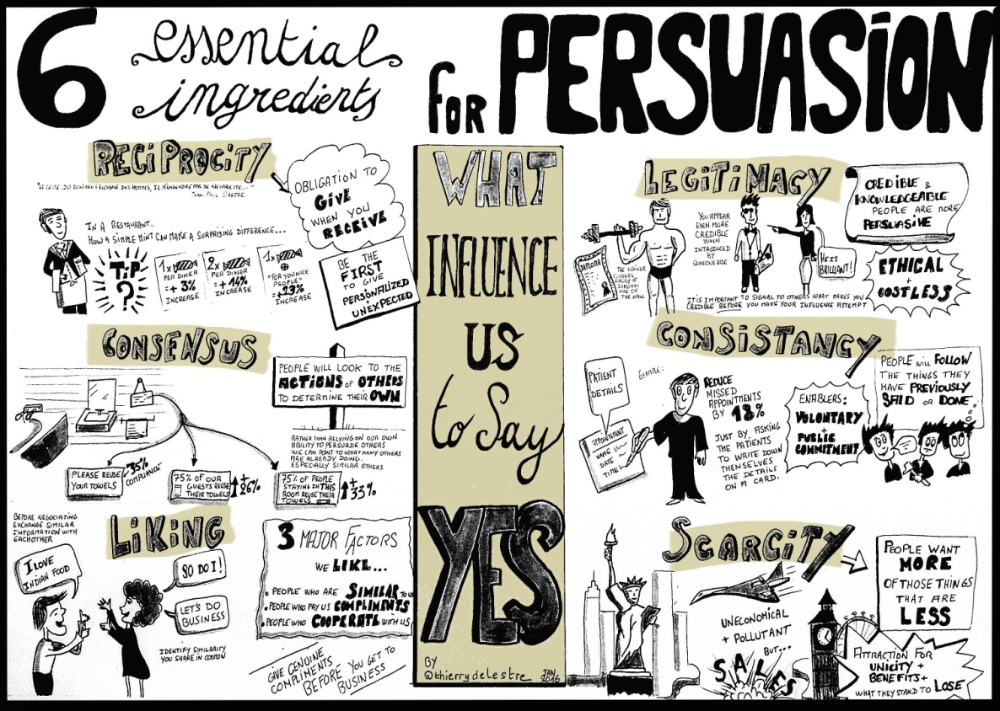 6 essential
ingredients
for PERSUASION
RECIPROCITY
JEAN-PAUL SARTRE
OBLIGATION TO
GIVE
WHEN YOU
RECEIVE
IN A RESTAURANT..
HOW A SIMPLE MINT CAN MAKE A SURPRISING DIFFERENCE...
TIP
?
1x
PER DINER
= + 3%
INCREASE
2x
PER DINER
= + 14%
INCREASE
1x
+
"FOR YOU NICE
PEOPLE"
= +23%
INCREASE
BE THE
FIRST
TO GIVE
PERSONALIZED
UNEXPECTED
CONSENSUS
PEOPLE WILL LOOK TO THE
ACTIONS OF OTHERS
TO DETERMINE THEIR OWN
RATHER THAN RELYING ON OUR OWN
ABILITY TO PERSUADE OTHERS
WE CAN POINT TO WHAT MANY OTHERS
ARE ALREADY DOING.
ESPECIALLY SIMILAR OTHERS
PLEASE REUSE
YOUR TOWELS
35%
COMPLIANCE
75% OF OUR
GUESTS REUSE
THEIR TOWELS
+26%
75% OF PEOPLE
STAYING IN THIS
ROOM REUSE THEIR
TOWELS
+33%
LIKING
BEFORE NEGOCIATING
EXCHANGE SIMILAR
INFORMATION WITH
EACHOTHER
I LOVE
INDIAN FOOD
SO DO I!
LET'S DO
BUSINESS
IDENTIFY SIMILARITY
YOU SHARE IN COMMON
3 MAJOR FACTORS
WE LIKE...
. PEOPLE WHO ARE SIMILAR TO US
. PEOPLE WHO PAY US COMPLIMENTS
. PEOPLE WHO COOPERATE WITH US
GIVE GENUINE
COMPLIMENTS
BEFORE YOU GET TO
BUSINESS
WHAT
INFLUENCE
US
to Say
YES
BY
@thierrydelestre JAN
2016
LEGITIMACY
CREDIBLE &
KNOWLEDGEABLE
PEOPLE ARE MORE
PERSUASIVE
DIPLOMA
YOU APPEAR
EVEN MORE
CREDIBLE
WHEN
INTRODUCED
BY
SOMEONE ELSE
HE IS
BRILLIANT!
ETHICAL
+
COSTLESS
IT IS IMPORTANT TO SIGNAL TO OTHERS WHAT MAKES YOU
CREDIBLE BEFORE YOU MAKE YOUR INFLUENCE ATTEMPT
CONSISTANCY
PATIENT
DETAILS
EXAMPLE:
APPOINTEMENT
NAME
DATE
TIME
REDUCE
MISSED
APPOINTMENTS
BY 18%
JUST BY ASKING
THE PATIENTS
TO WRITE DOWN
THEMSELVES
THE DETAILS
ON A CARD.
ENABLERS:
VOLUNTARY
+
PUBLIC
COMMITMENT
PEOPLE WILL FOLLOW
THE THINGS THEY
HAVE PREVIOUSLY
SAID OR DONE
SCARCITY
PEOPLE WANT
MORE
OF THOSE THINGS
THAT ARE
LESS
UNECONOMICAL
+ POLLUTANT
BUT...
SALES
ATTRACTION FOR
UNICITY +
BENEFITS +
WHAT THEY STAND TO LOSE